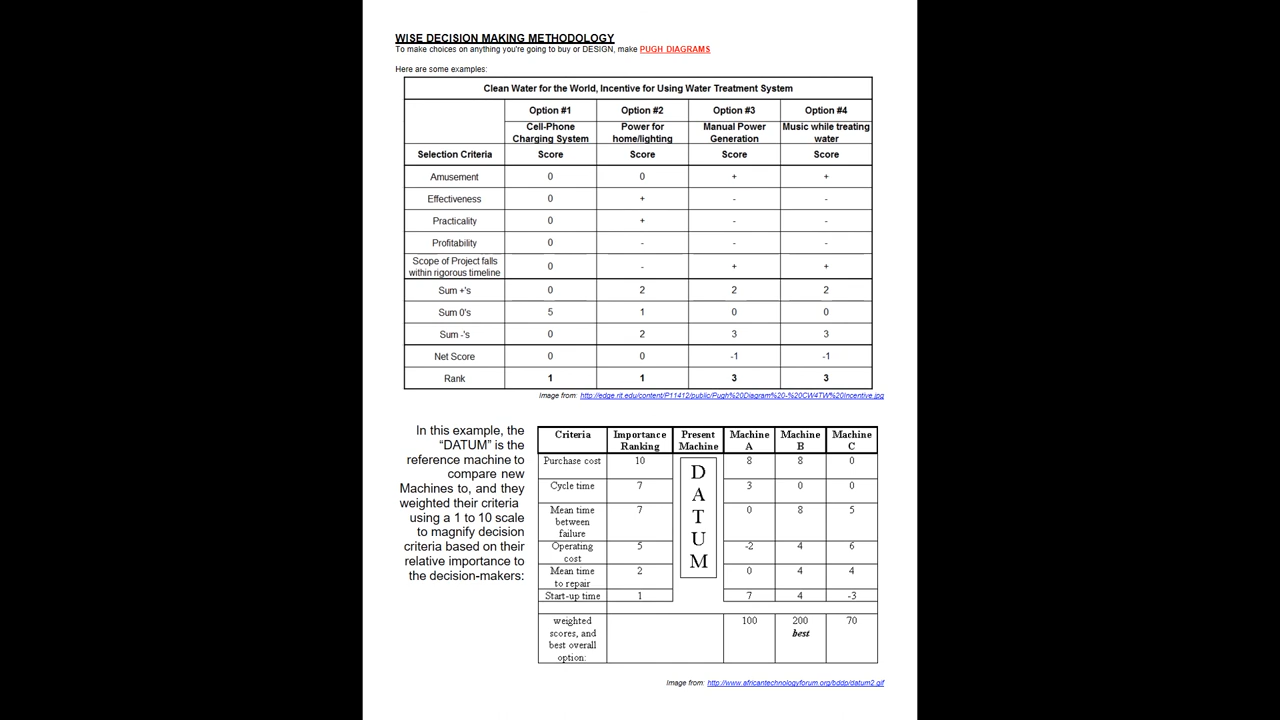 WISE DECISION MAKING METHODOLOGY
To make choices on anything you're going to buy or DESIGN, make PUGH DIAGRAMS
Here are some examples:
Clean Water for the World, Incentive for Using Water Treatment System
Option #1 Option #2 Option #3 Option #4
Cell-Phone Charging System Power for home/lighting Manual Power Generation Music while treating water
Selection Criteria Score Score Score Score
Amusement 0 0 + +
Effectiveness 0 + - -
Practicality 0 + - -
Profitability 0 - - -
Scope of Project falls within rigorous timeline 0 - + +
Sum +'s 0 2 2 2
Sum 0's 5 1 0 0
Sum -'s 0 2 3 3
Net Score 0 0 -1 -1
Rank 1 1 3 3
Image from: http://edge.rit.edu/content/P11412/public/Pugh%20Diagram%20-%20CW4TW%20Incentive.jpg
In this example, the
“DATUM” is the
reference machine to
compare new
Machines to, and they
weighted their criteria
using a 1 to 10 scale
to magnify decision
criteria based on their
relative importance to
the decision-makers:
Criteria Importance Ranking Present Machine Machine A Machine B Machine C
DATUM
Purchase cost 10 8 8 0
Cycle time 7 3 0 0
Mean time between failure 7 0 8 5
Operating cost 5 -2 4 6
Mean time to repair 2 0 4 4
Start-up time 1 7 4 -3
weighted scores, and best overall option: 100 200 best 70
Image from: http://www.africantechnologyforum.org/bddp/datum2.gif